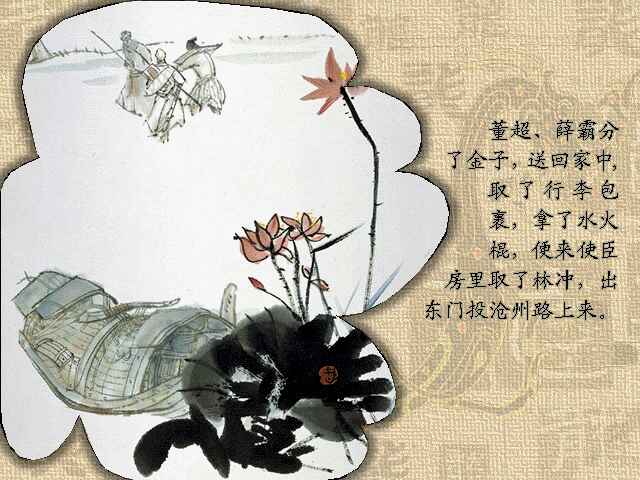 董超、薛霸分
了金子，送回家中，
取了行李包
裹，拿了水火
棍，便来使臣
房里取了林冲，出
东门投沧州路上来。